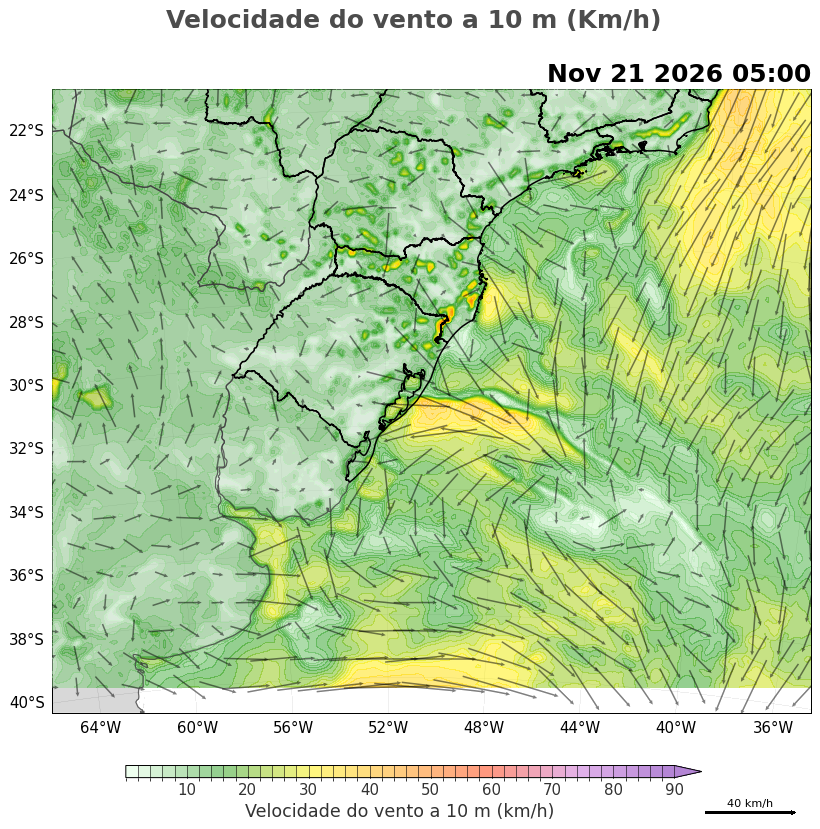 Velocidade do vento a 10 m (Km/h)
Nov 21 2026 05:00
22°S
24°S
26°S
28°S
30°S
32°S
34°S
36°S
38°S
40°S
64°W 60°W 56°W 52°W 48°W 44°W 40°W 36°W
10 20 30 40 50 60 70 80 90
Velocidade do vento a 10 m (km/h)
40 km/h